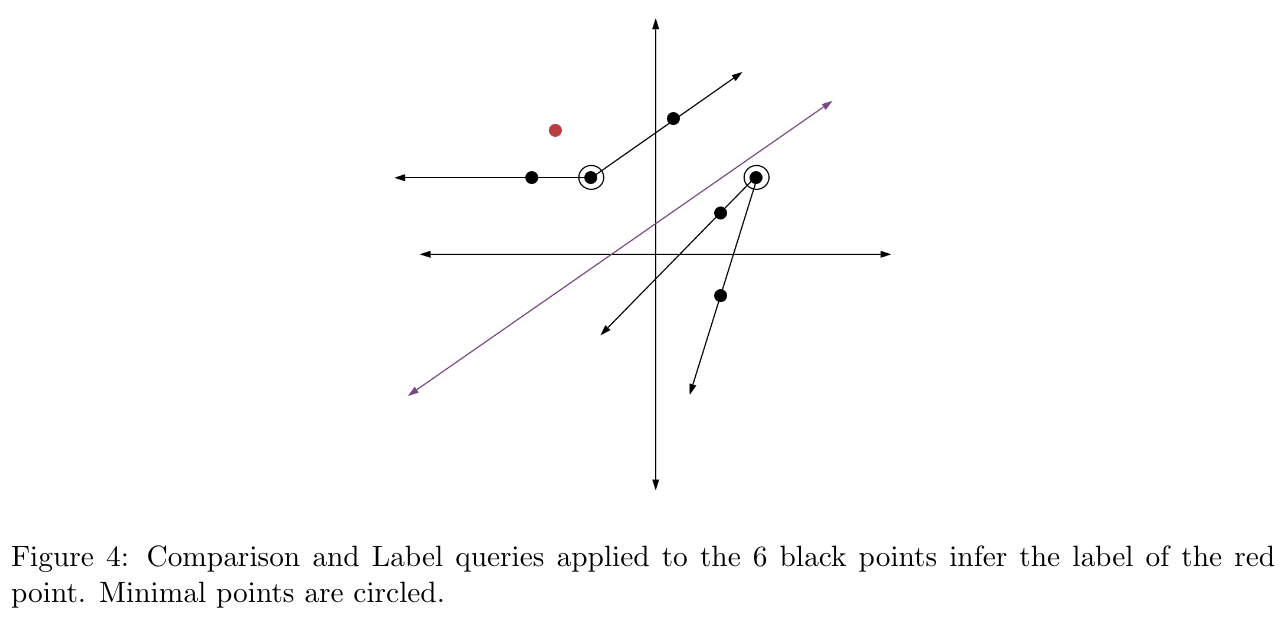 Figure 4: Comparison and Label queries applied to the 6 black points infer the label of the red
point. Minimal points are circled.